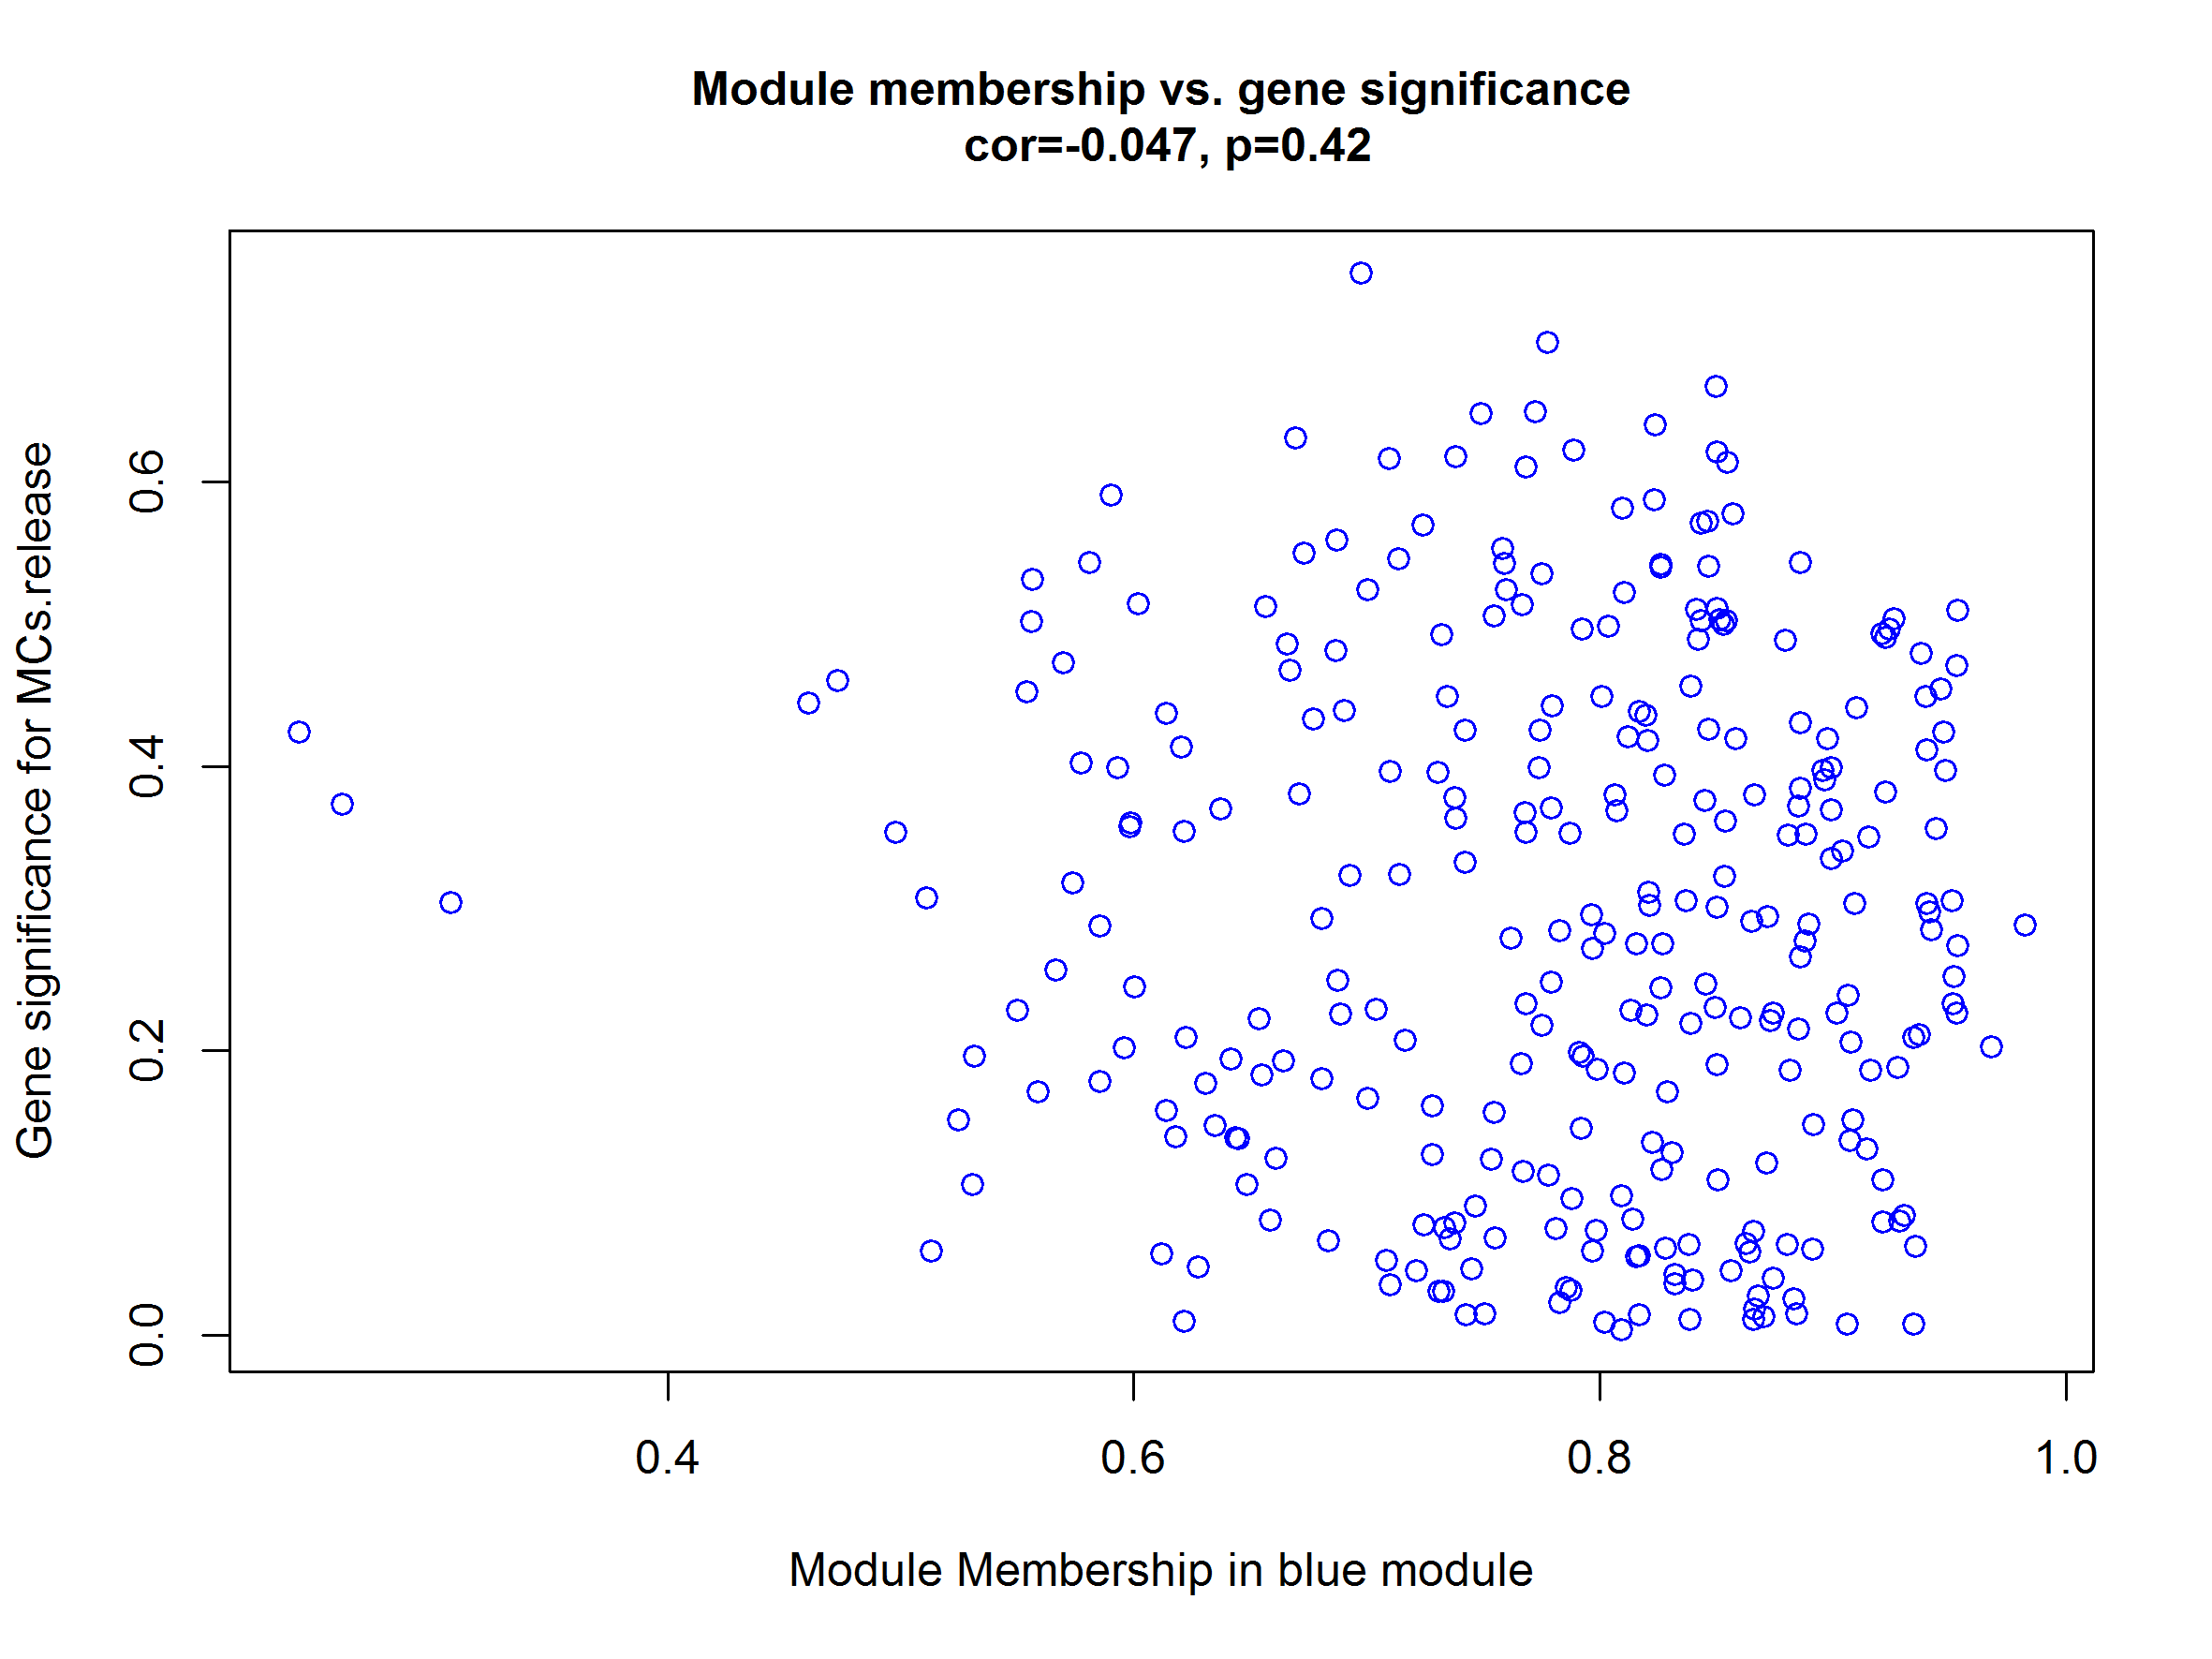 Module membership vs. gene significance
cor=-0.047, p=0.42
Gene significance for MCs.release
0.6
0.4
0.2
0.0
0.4
0.6
0.8
1.0
Module Membership in blue module